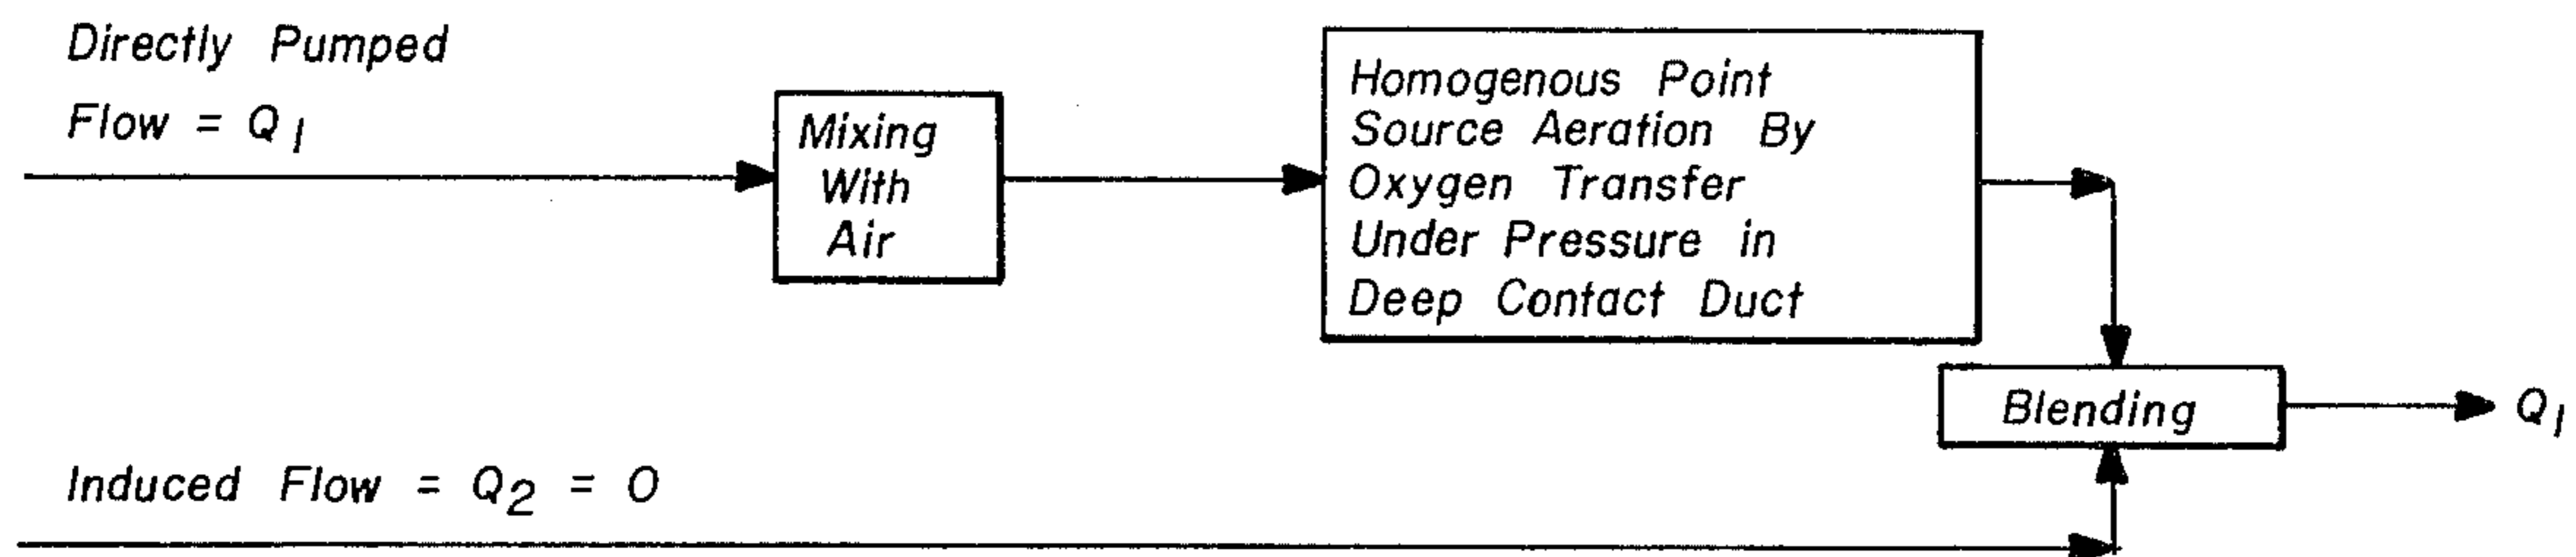 Directly Pumped
Flow = Q1
Mixing
With
Air
Homogenous Point
Source Aeration By
Oxygen Transfer
Under Pressure in
Deep Contact Duct
Blending
Q1
Induced Flow = Q2 = 0